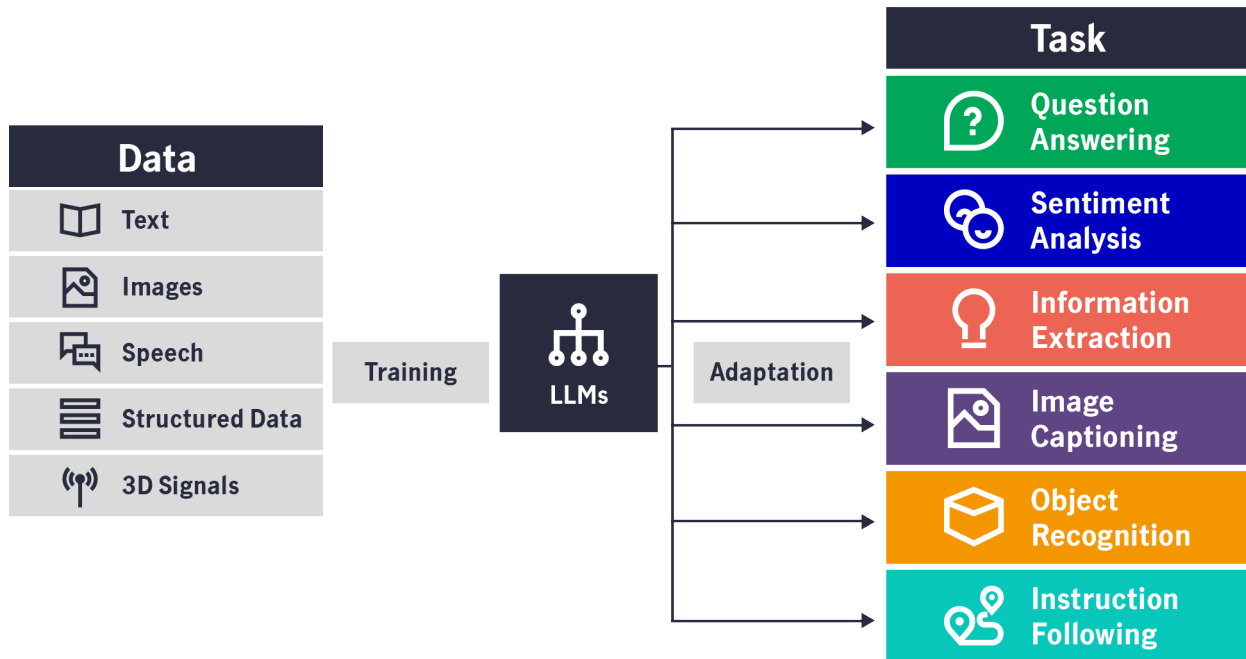 Data
Text
Images
Speech
Structured Data
3D Signals
Training
LLMs
Adaptation
Task
Question
Answering
Sentiment
Analysis
Information
Extraction
Image
Captioning
Object
Recognition
Instruction
Following